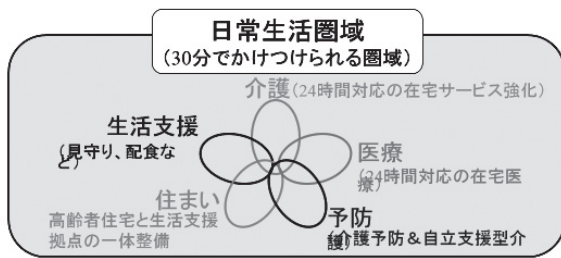 日常生活圏域
(30分でかけつけられる圏域)
介護(24時間対応の在宅サービス強化)
生活支援
(見守り、配食など)
医療
(24時間対応の在宅医療)
住まい
高齢者住宅と生活支援
拠点の一体整備
予防
(介護予防&自立支援型介護)